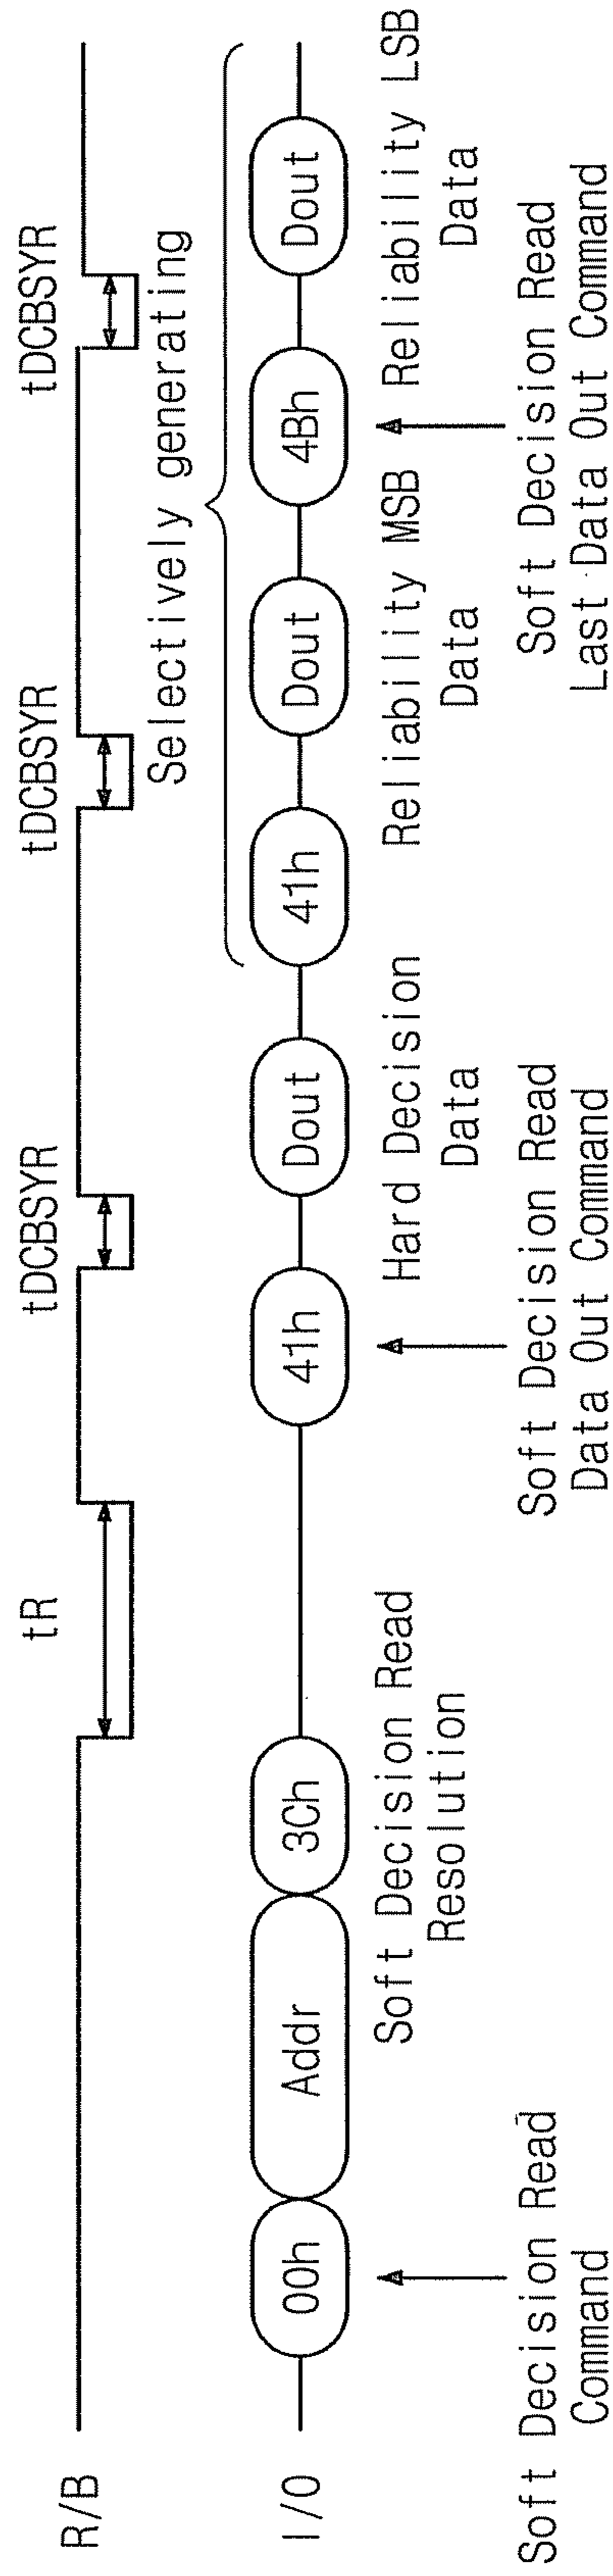 R/B
tR
tDCBSYR
tDCBSYR
tDCBSYR
Selectively generating
I/O
00h
Addr
3Ch
41h
Dout
41h
Dout
4Bh
Dout
Soft Decision Read
Resolution
Hard Decision
Data
Reliability MSB
Data
Reliability LSB
Data
Soft Decision Read
Command
Soft Decision Read
Data Out Command
Soft Decision Read
Last Data Out Command